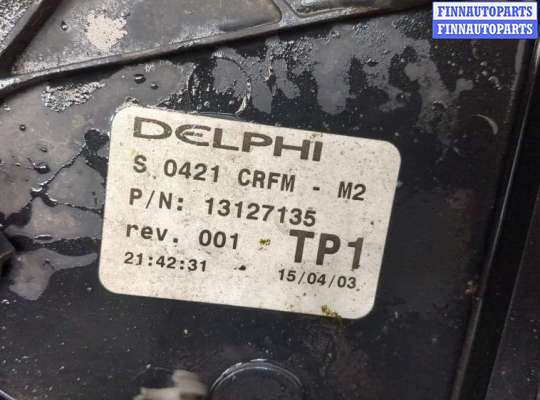 FINNAUTOPARTS
FINNAUTOPARTS
DELPHI
S 0421 CRFM - M2
P/N: 13127135
rev. 001 TP1
21:42:31 15/04/03